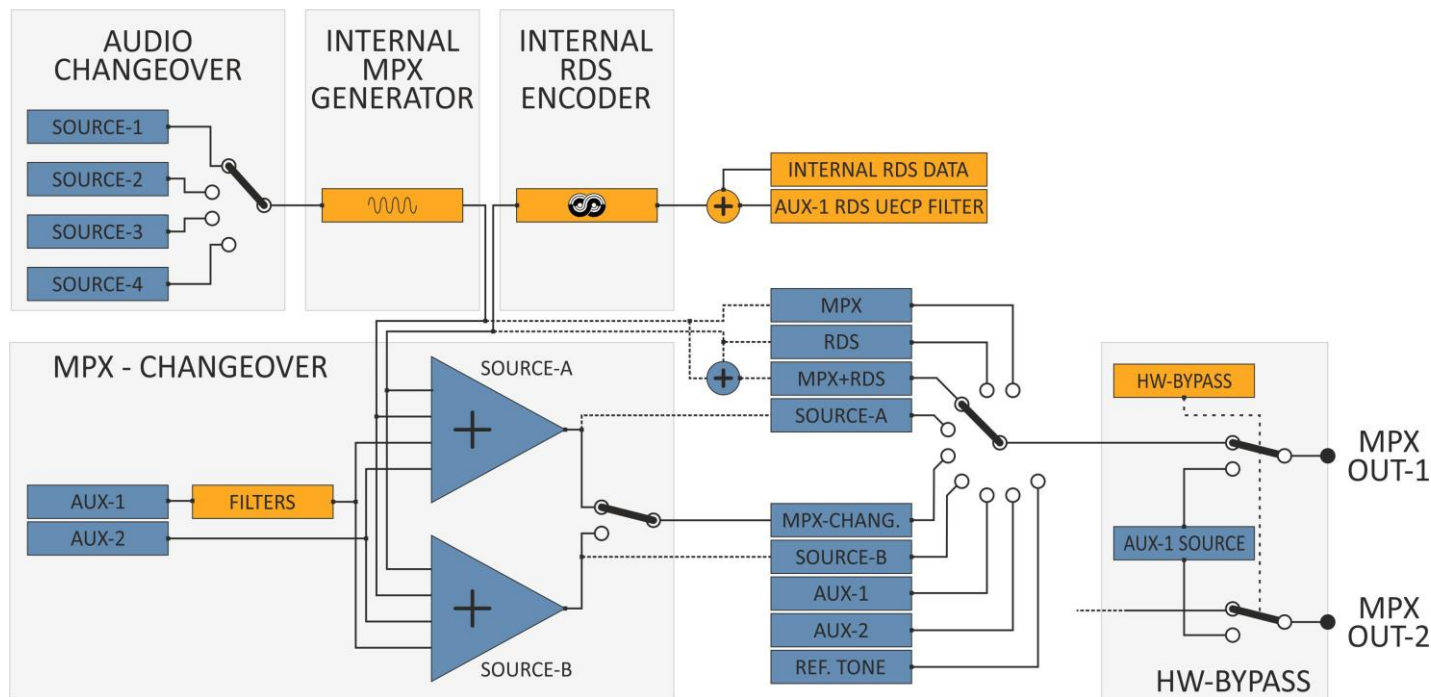 AUDIO
CHANGEOVER
SOURCE-1
SOURCE-2
SOURCE-3
SOURCE-4
INTERNAL
MPX
GENERATOR
INTERNAL
RDS
ENCODER
INTERNAL RDS DATA
AUX-1 RDS UECP FILTER
+
MPX - CHANGEOVER
SOURCE-A
+
AUX-1
FILTERS
AUX-2
+
SOURCE-B
MPX
RDS
+
MPX+RDS
SOURCE-A
MPX-CHANG.
SOURCE-B
AUX-1
AUX-2
REF. TONE
HW-BYPASS
AUX-1 SOURCE
HW-BYPASS
MPX
OUT-1
MPX
OUT-2